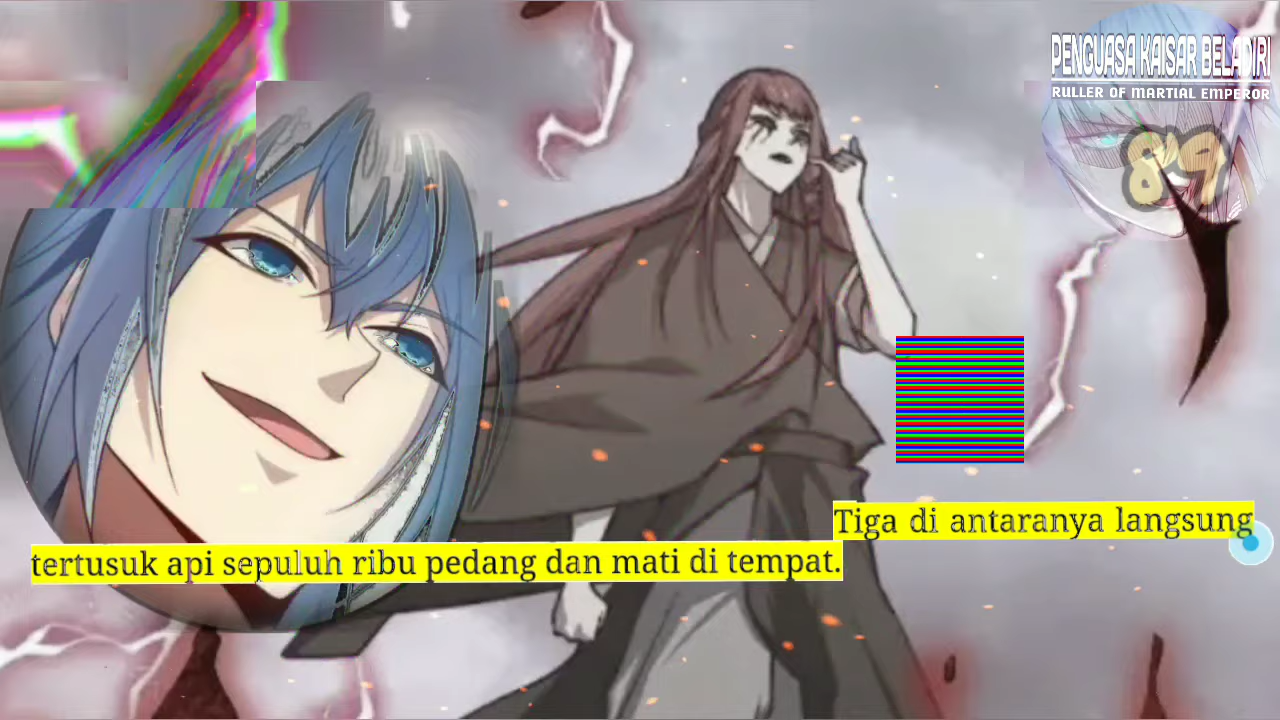 PENGUASA KAISAR BELADIRI
RULLER OF MARTIAL EMPEROR
89
Tiga di antaranya langsung
tertusuk api sepuluh ribu pedang dan mati di tempat.